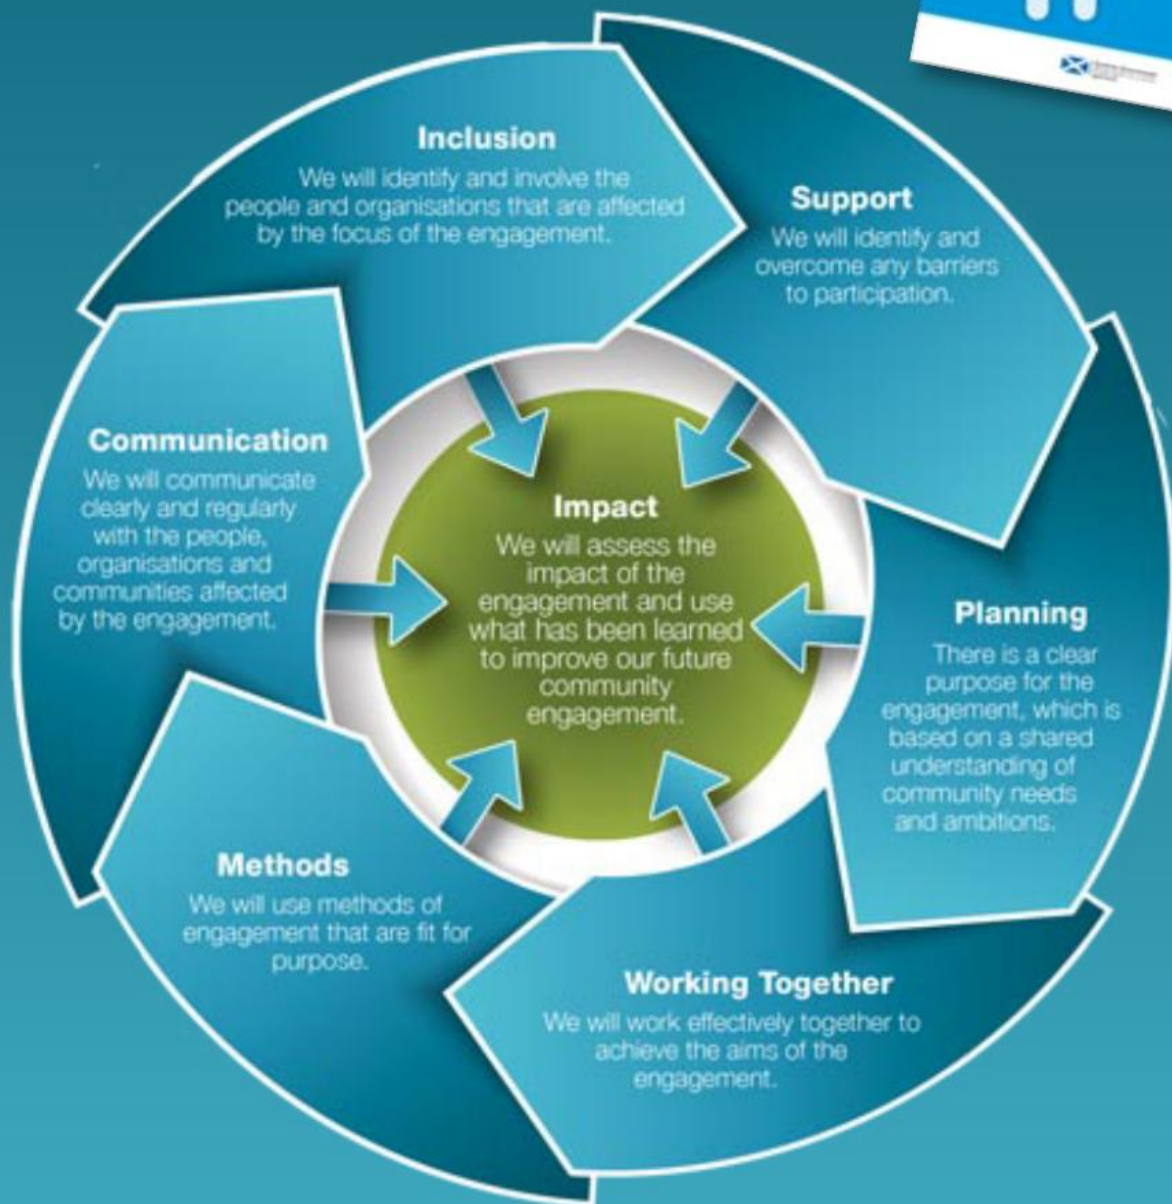 Inclusion
We will identify and involve the
people and organisations that are affected
by the focus of the engagement.
Support
We will identify and
overcome any barriers
to participation.
Planning
There is a clear
purpose for the
engagement, which is
based on a shared
understanding of
community needs
and ambitions.
Working Together
We will work effectively together to
achieve the aims of the
engagement.
Methods
We will use methods of
engagement that are fit for
purpose.
Communication
We will communicate
clearly and regularly
with the people,
organisations and
communities affected
by the engagement.
Impact
We will assess the
impact of the
engagement and use
what has been learned
to improve our future
community
engagement.